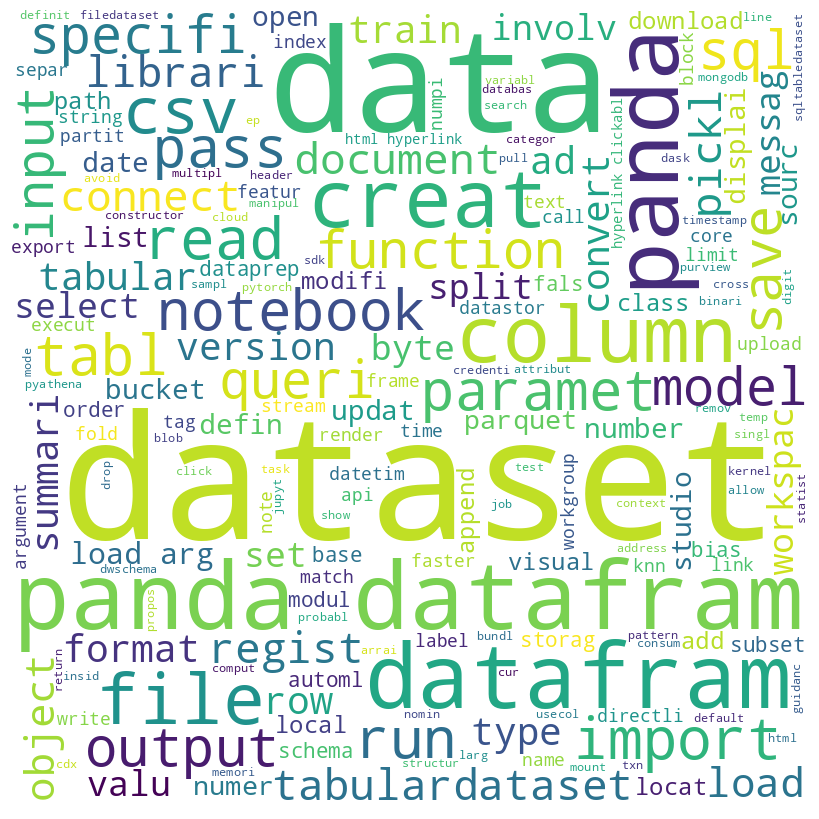 definit filedataset
specifi
open
train involv
download line
index
data
panda
sql
block
separ
librari
numpi
variabl
databas
mongodb
sqltabledataset
input
path
string
csv
pass
search
ep
html hyperlink
categor
hyperlink clickabl
pickl
displai
messag
sourc
partit
date
multipl
document
pull
ad
convert
dask
avoid
header
featur
connect
creat
constructor
cloud
manipul
text
call
timestamp
export
list
read
function
core
limit
purview
save
tabular
dataprep
sdk
sampl
pytorch
modifi
split
fals
class
cross
binari
digit
select
notebook
datastor
column
upload
execut
version
byte
mode
tabl
queri
frame
credenti
attribut
paramet
model
pyathena
bucket
stream
order
tag
updat
parquet
remov
temp
singl
fold
blob
defin
render
time
number
workspac
summari
drop
dataset
click
task
datetim
test
kernel
allow
statist
argument
note
jupyt
api
show
append
job
workgroup
context
studio
load arg
set
base
faster
visual
address
bias
knn
link
dwschema
panda datafram
match
modul
propos
probabl
format
regist
label
bundl
storag
pattern
consum
add
subset
return
insid
object
file
row
comput
automl
arrai
datafram
cur
guidanc
write
local
nomin
usecol
directli
default
output
schema
run
type
import
html
cdx
valu
memori
numer
structur
larg
name
mount
txn
tabulardataset
locat
load